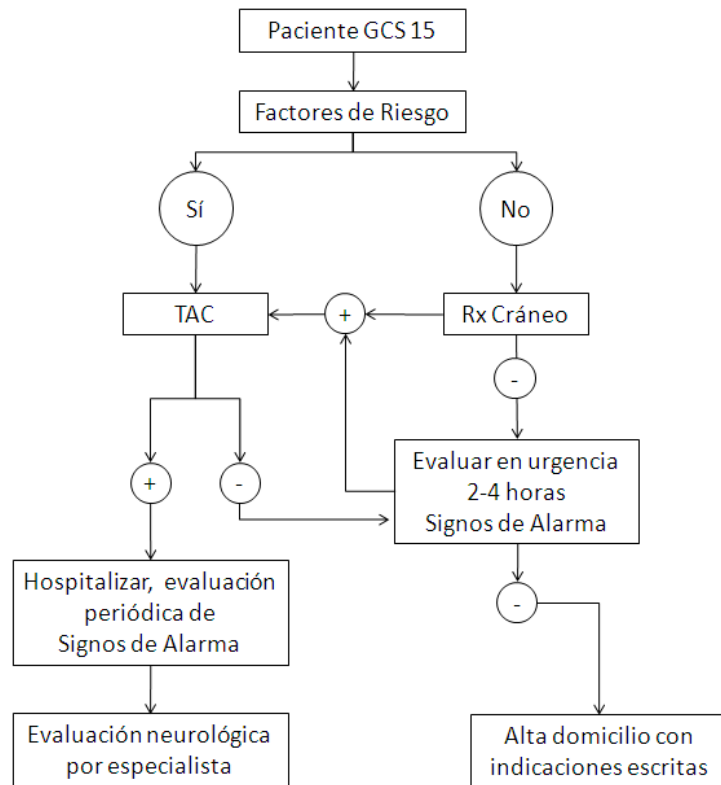 Paciente GCS 15
Factores de Riesgo
Sí
No
TAC
+
Rx Cráneo
-
Evaluar en urgencia
2-4 horas
Signos de Alarma
+
-
Hospitalizar, evaluación
periódica de
Signos de Alarma
-
Evaluación neurológica
por especialista
Alta domicilio con
indicaciones escritas